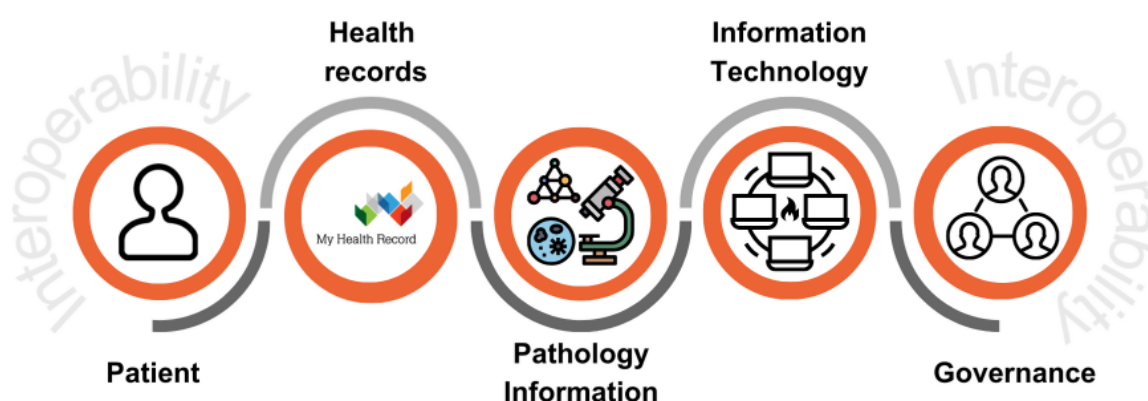 Interoperability
Health
records
Information
Technology
Interoperability
My Health Record
Patient
Pathology
Information
Governance